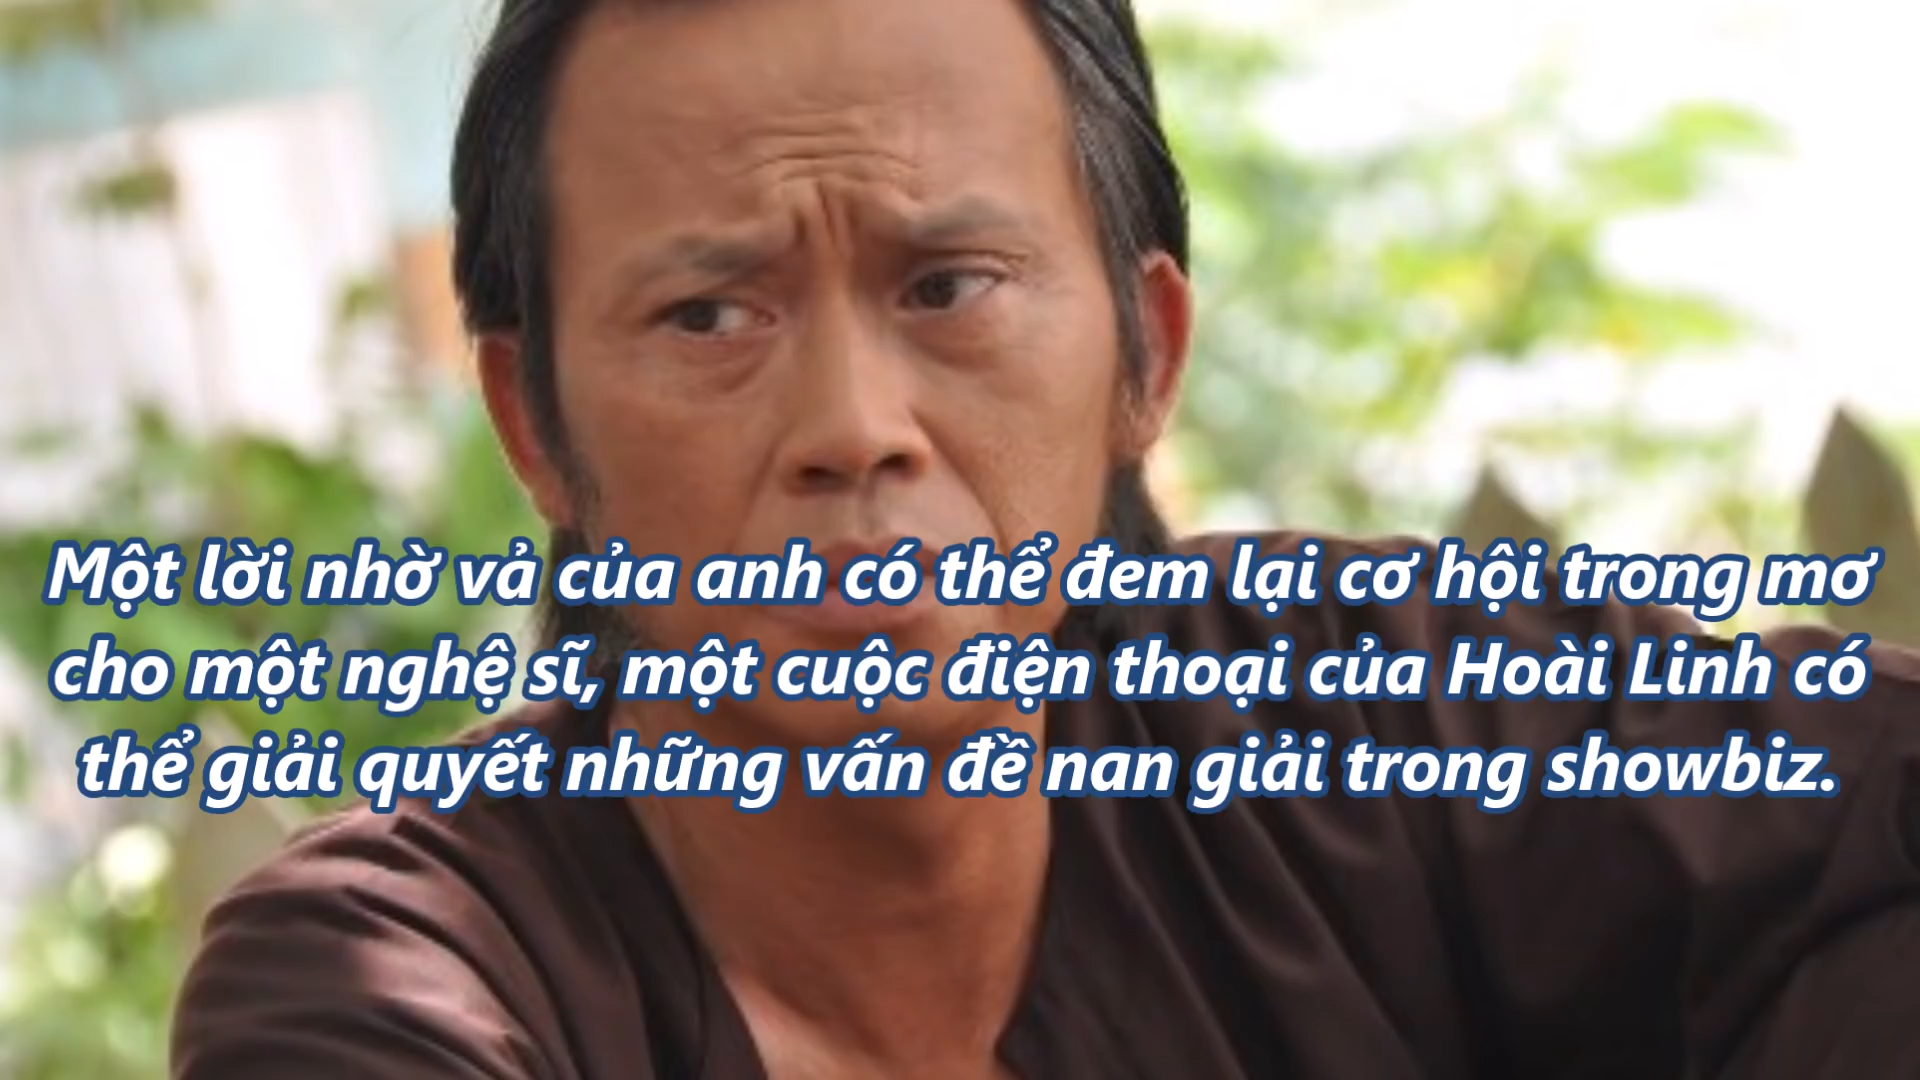 Một lời nhờ vả của anh có thể đem lại cơ hội trong mơ
cho một nghệ sĩ, một cuộc điện thoại của Hoài Linh có
thể giải quyết những vấn đề nan giải trong showbiz.